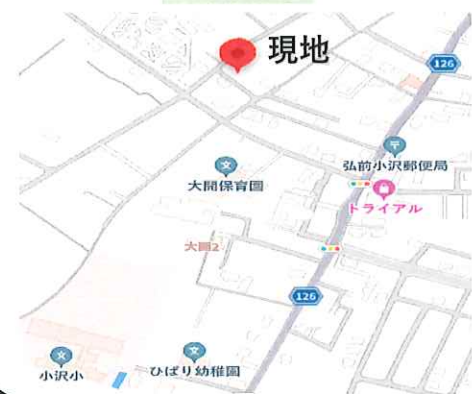 現地
126
弘前小沢郵便局
大開保育園
トライアル
大開2
126
小沢小
ひばり幼稚園